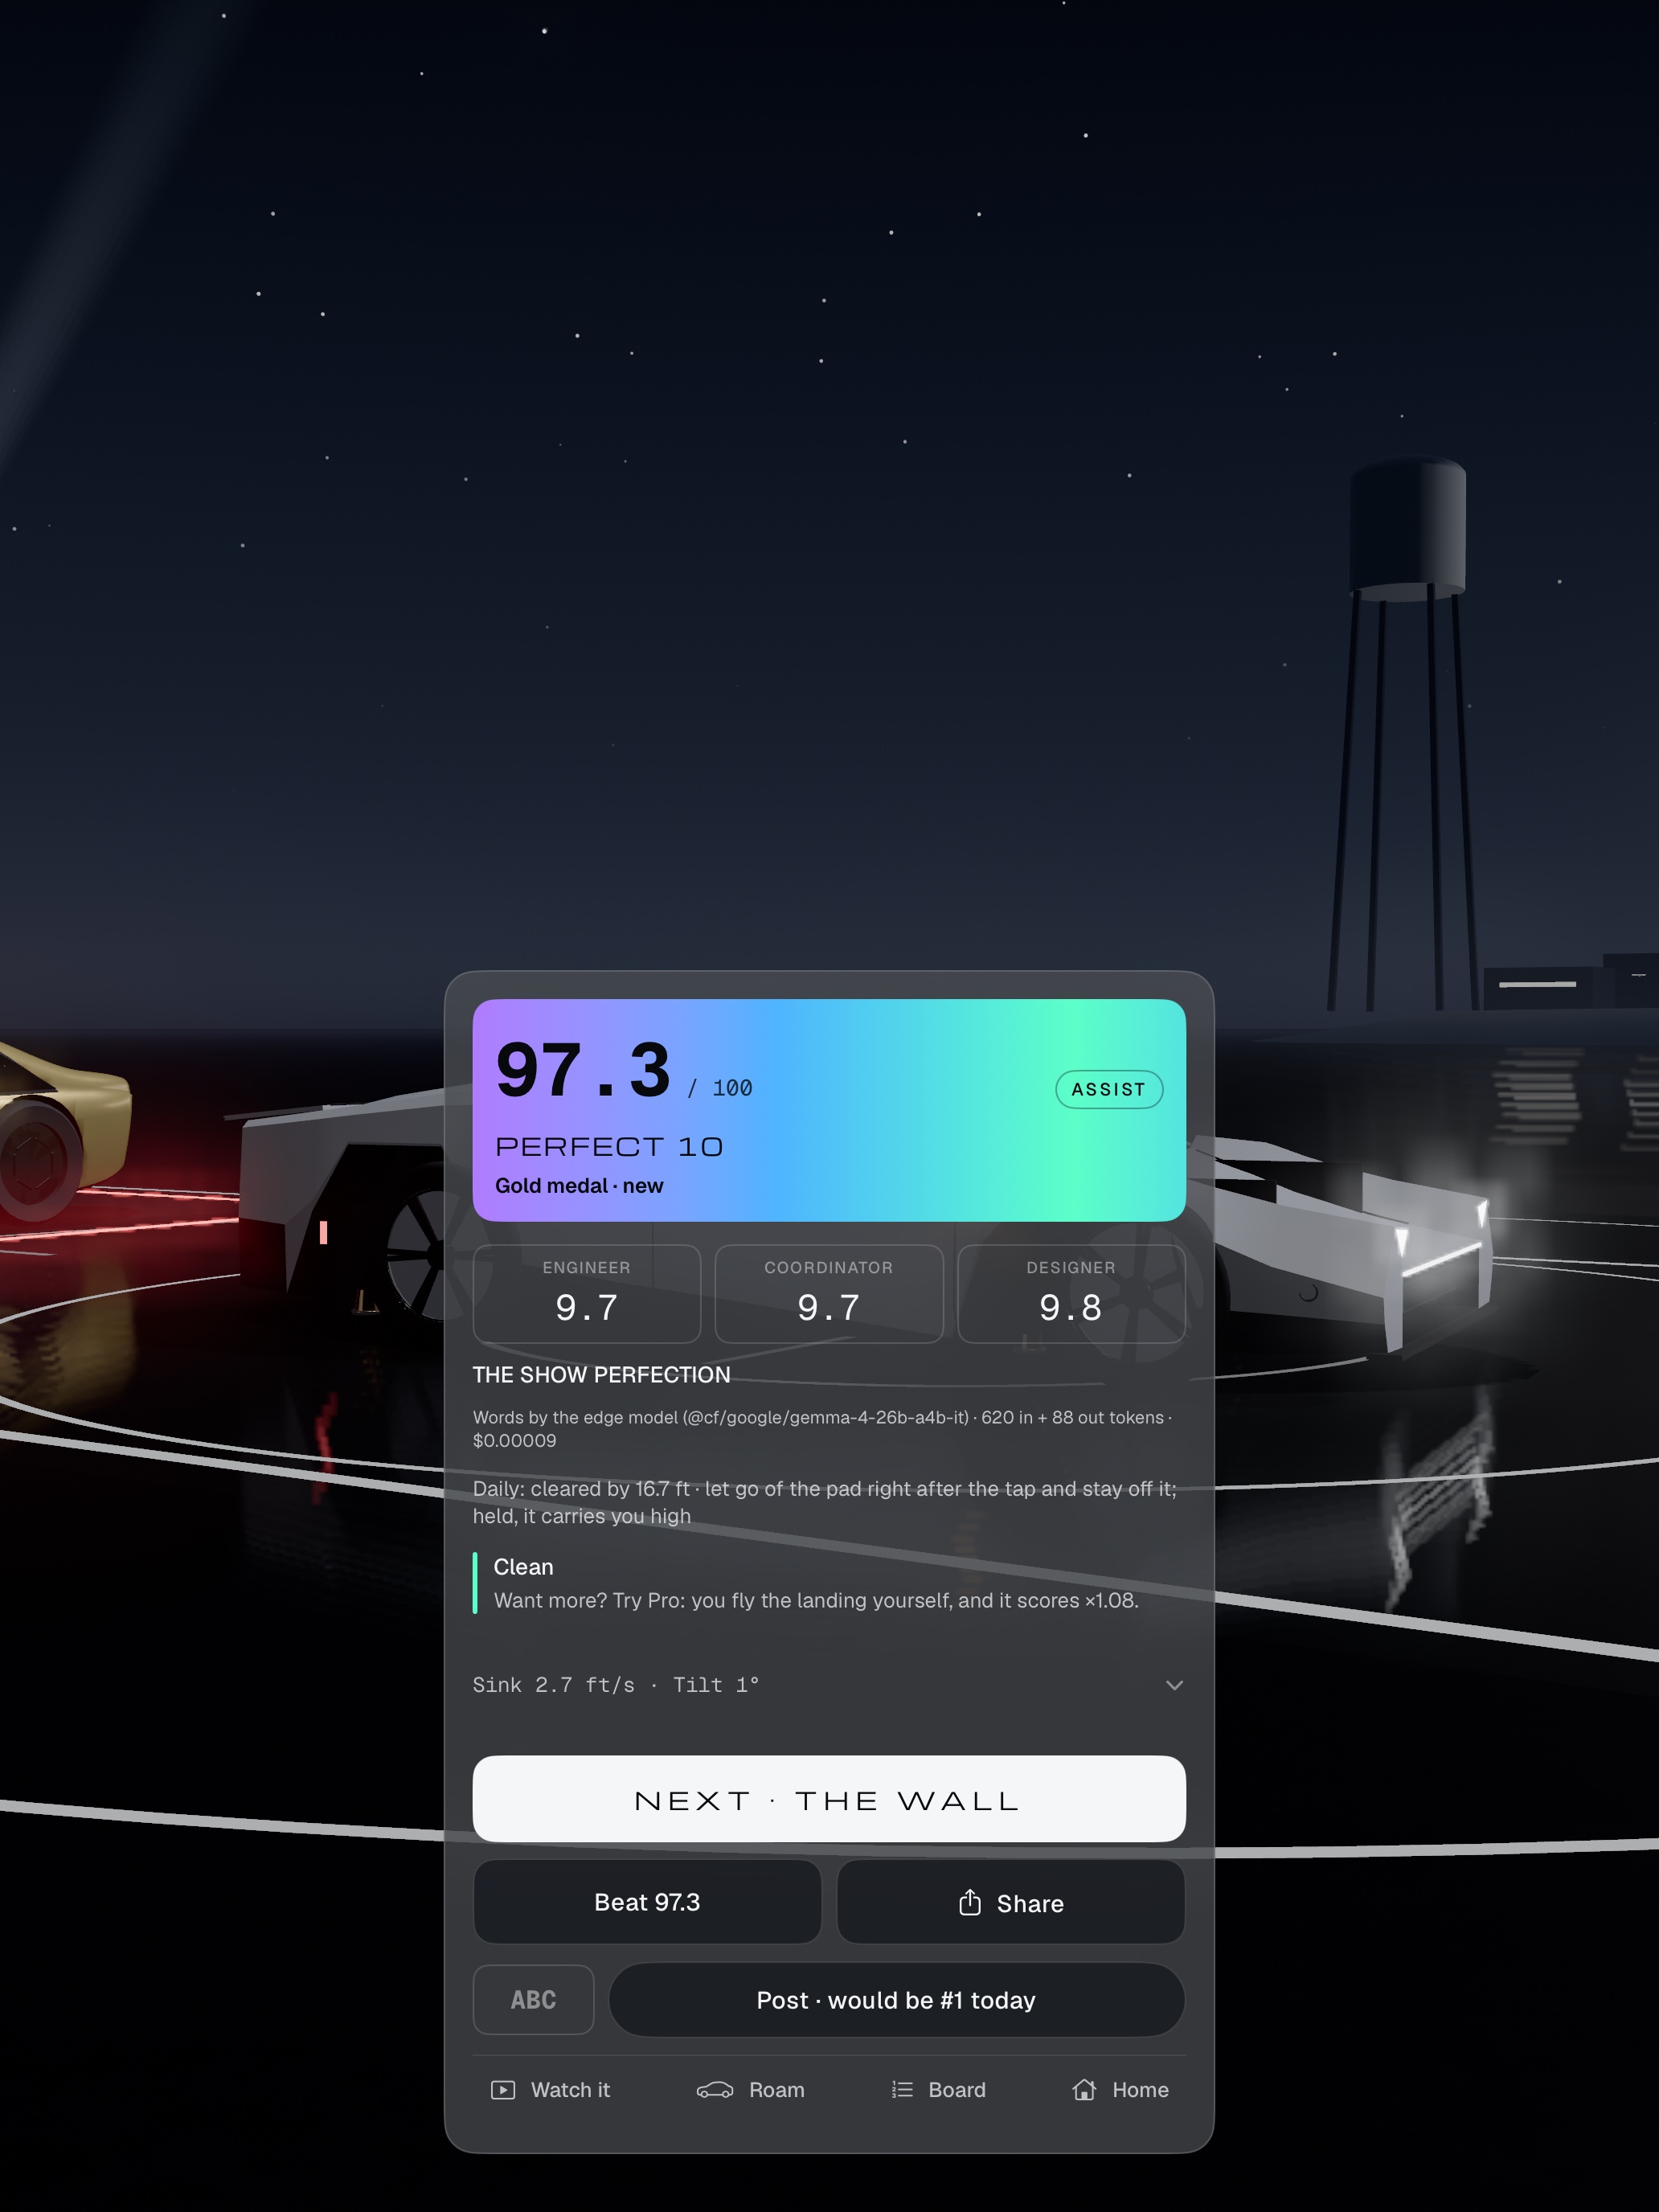 97.3 / 100
ASSIST
PERFECT 10
Gold medal · new
ENGINEER
9.7
COORDINATOR
9.7
DESIGNER
9.8
THE SHOW PERFECTION
Words by the edge model (@cf/google/gemma-4-26b-a4b-it) · 620 in + 88 out tokens ·
$0.00009
Daily: cleared by 16.7 ft · let go of the pad right after the tap and stay off it;
held, it carries you high
Clean
Want more? Try Pro: you fly the landing yourself, and it scores ×1.08.
Sink 2.7 ft/s · Tilt 1°
NEXT · THE WALL
Beat 97.3
Share
ABC
Post · would be #1 today
Watch it
Roam
Board
Home